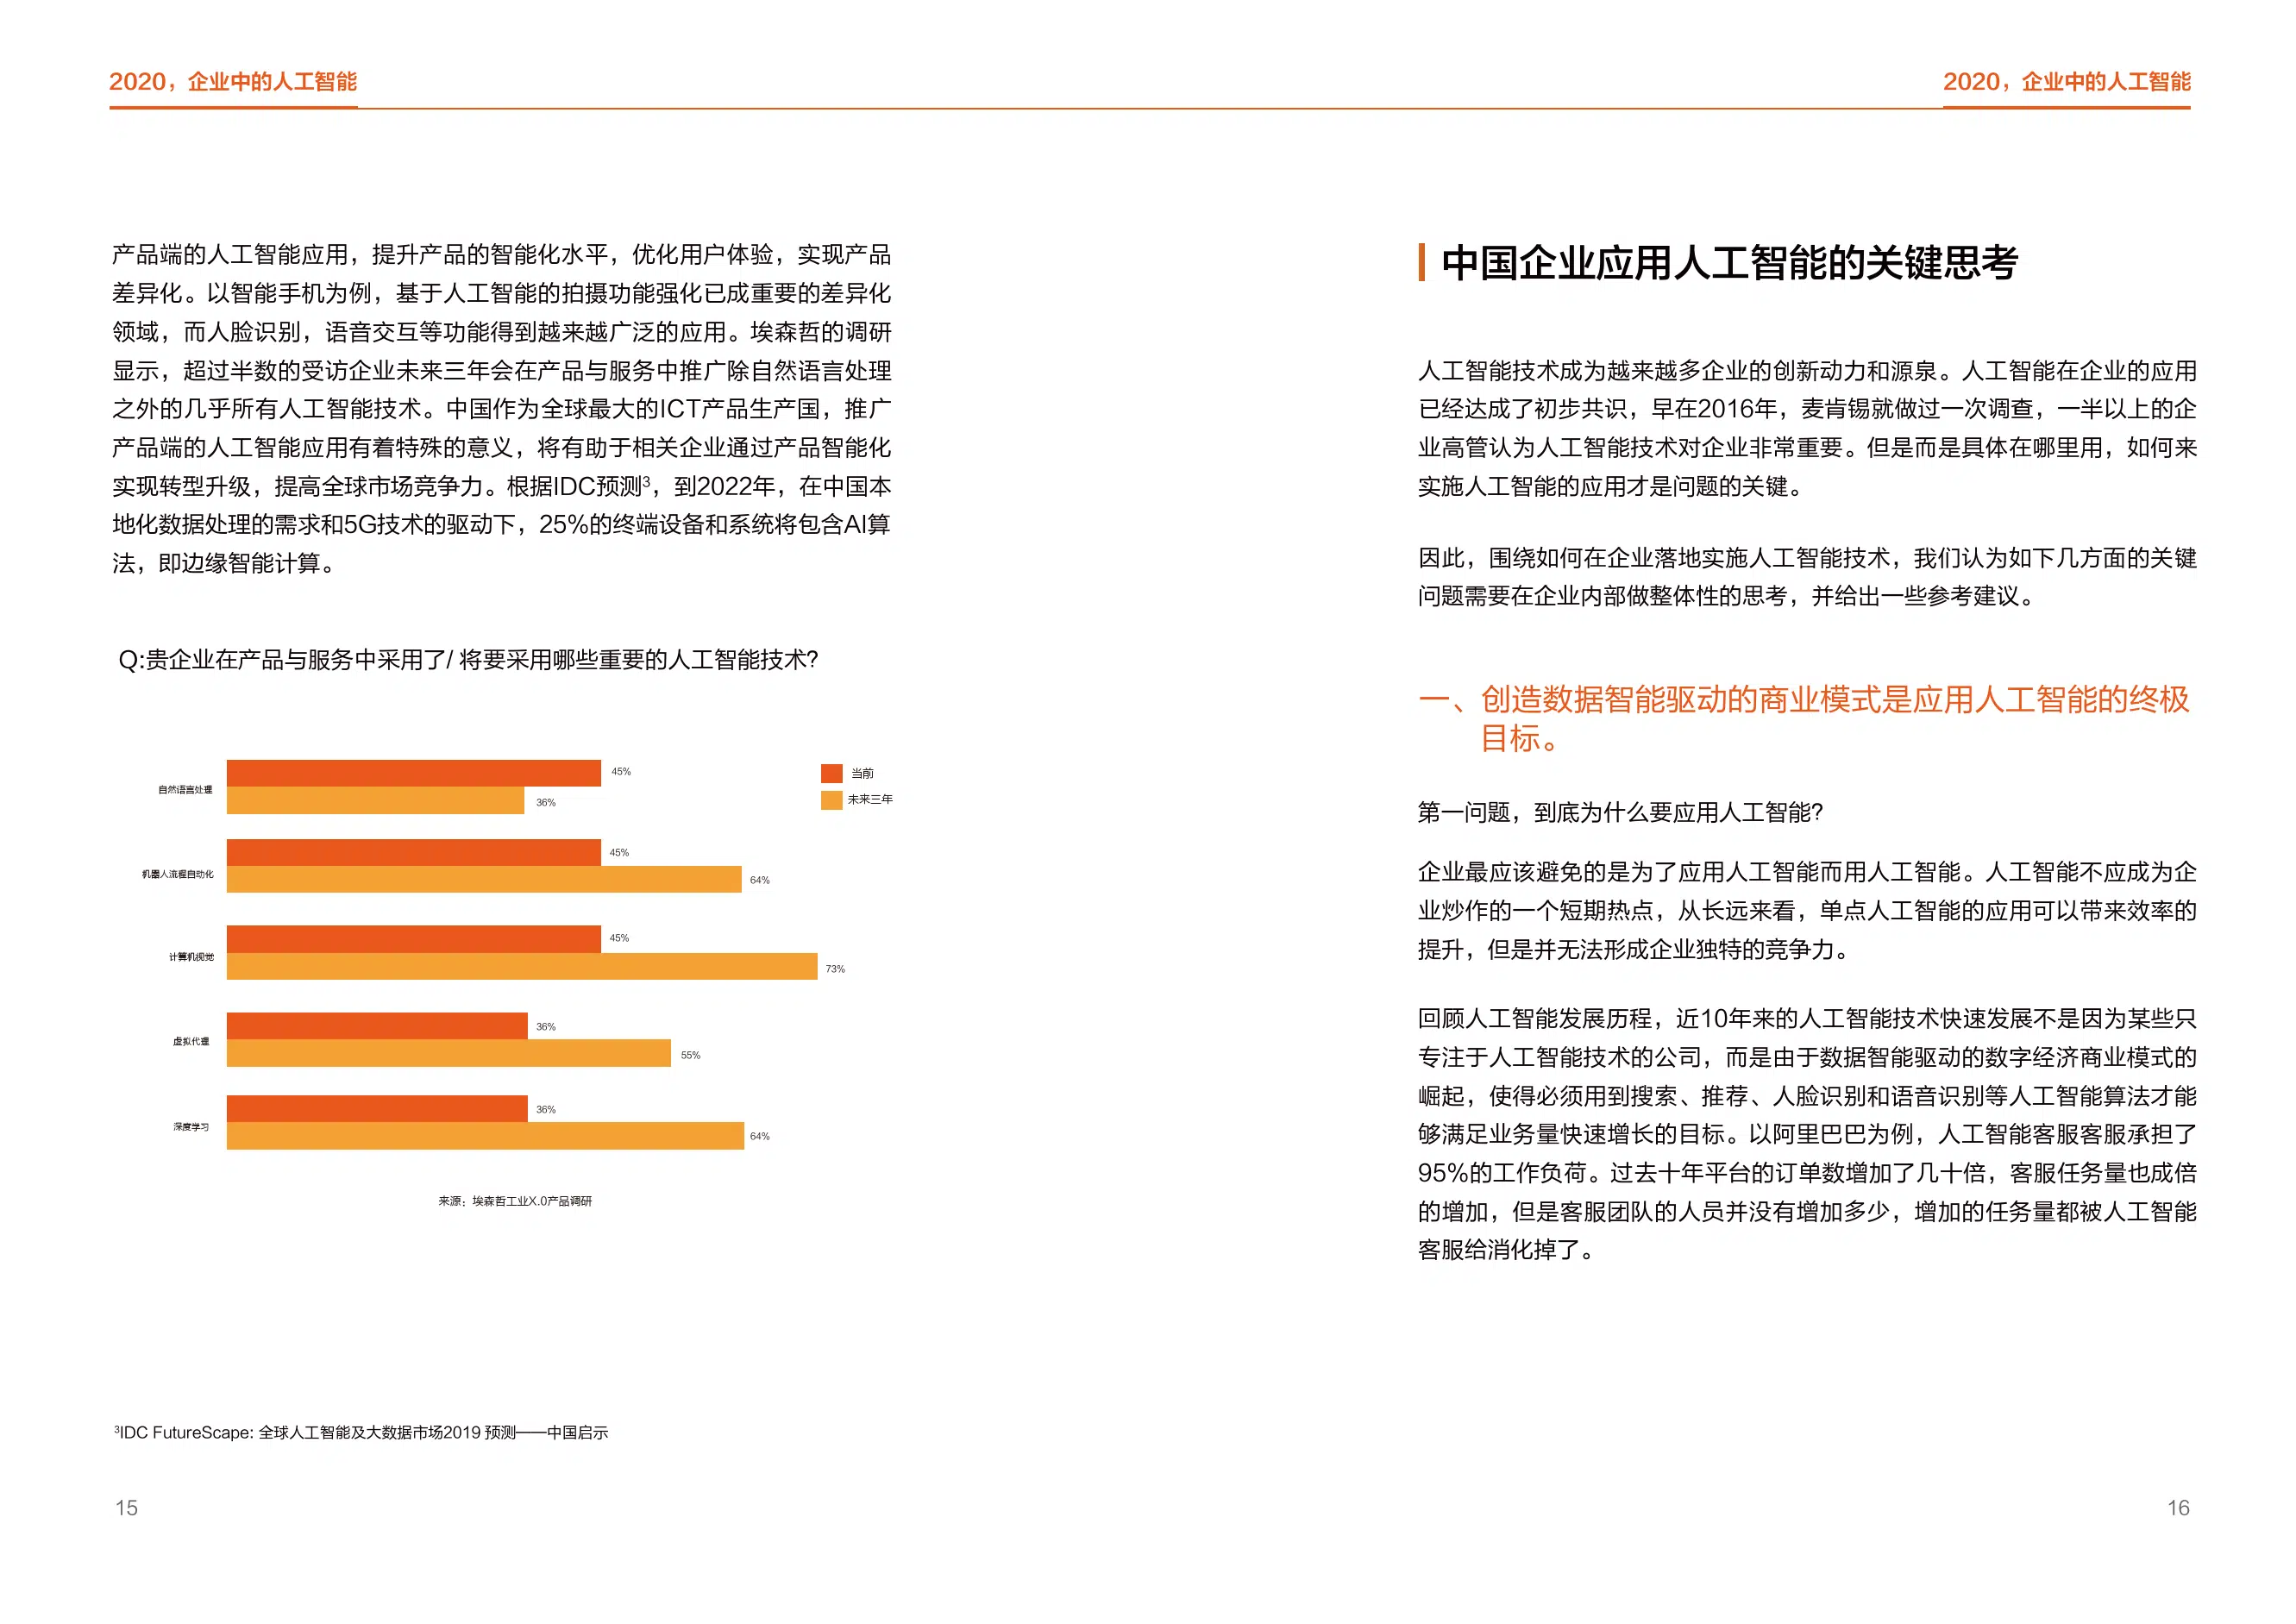 2020，企业中的人工智能
产品端的人工智能应用，提升产品的智能化水平，优化用户体验，实现产品
差异化。以智能手机为例，基于人工智能的拍摄功能强化已成重要的差异化
领域，而人脸识别，语音交互等功能得到越来越广泛的应用。埃森哲的调研
显示，超过半数的受访企业未来三年会在产品与服务中推广除自然语言处理
之外的几乎所有人工智能技术。中国作为全球最大的ICT产品生产国，推广
产品端的人工智能应用有着特殊的意义，将有助于相关企业通过产品智能化
实现转型升级，提高全球市场竞争力。根据IDC预测³，到2022年，在中国本
地化数据处理的需求和5G技术的驱动下，25%的终端设备和系统将包含AI算
法，即边缘智能计算。
Q:贵企业在产品与服务中采用了/ 将要采用哪些重要的人工智能技术?
当前
未来三年
自然语言处理
45%
36%
机器人流程自动化
45%
64%
计算机视觉
45%
73%
虚拟代理
36%
55%
深度学习
36%
64%
来源：埃森哲工业X.0产品调研
³IDC FutureScape: 全球人工智能及大数据市场2019 预测——中国启示
15
2020，企业中的人工智能
中国企业应用人工智能的关键思考
人工智能技术成为越来越多企业的创新动力和源泉。人工智能在企业的应用
已经达成了初步共识，早在2016年，麦肯锡就做过一次调查，一半以上的企
业高管认为人工智能技术对企业非常重要。但是而是具体在哪里用，如何来
实施人工智能的应用才是问题的关键。
因此，围绕如何在企业落地实施人工智能技术，我们认为如下几方面的关键
问题需要在企业内部做整体性的思考，并给出一些参考建议。
一、创造数据智能驱动的商业模式是应用人工智能的终极
目标。
第一问题，到底为什么要应用人工智能?
企业最应该避免的是为了应用人工智能而用人工智能。人工智能不应成为企
业炒作的一个短期热点，从长远来看，单点人工智能的应用可以带来效率的
提升，但是并无法形成企业独特的竞争力。
回顾人工智能发展历程，近10年来的人工智能技术快速发展不是因为某些只
专注于人工智能技术的公司，而是由于数据智能驱动的数字经济商业模式的
崛起，使得必须用到搜索、推荐、人脸识别和语音识别等人工智能算法才能
够满足业务量快速增长的目标。以阿里巴巴为例，人工智能客服客服承担了
95%的工作负荷。过去十年平台的订单数增加了几十倍，客服任务量也成倍
的增加，但是客服团队的人员并没有增加多少，增加的任务量都被人工智能
客服给消化掉了。
16